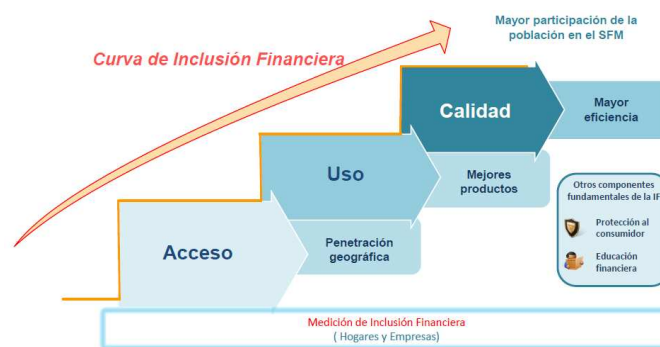 Mayor participación de la
población en el SFM
Curva de Inclusión Financiera
Calidad
Mayor
eficiencia
Uso
Mejores
productos
Acceso
Penetración
geográfica
Otros componentes
fundamentales de la IF
Protección al
consumidor
Educación
financiera
Medición de Inclusión Financiera
( Hogares y Empresas)